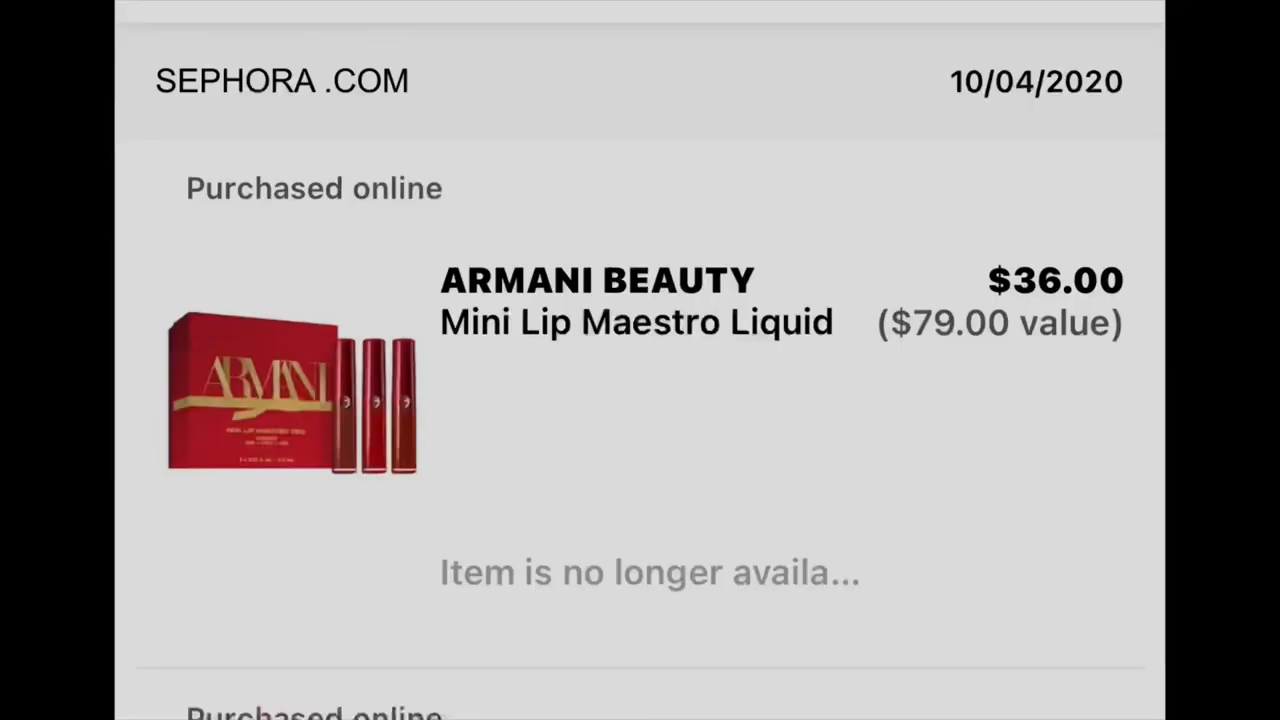 SEPHORA .COM 10/04/2020
Purchased online
ARMANI BEAUTY $36.00
Mini Lip Maestro Liquid ($79.00 value)
ARMANI
Item is no longer availa...
Purchased online